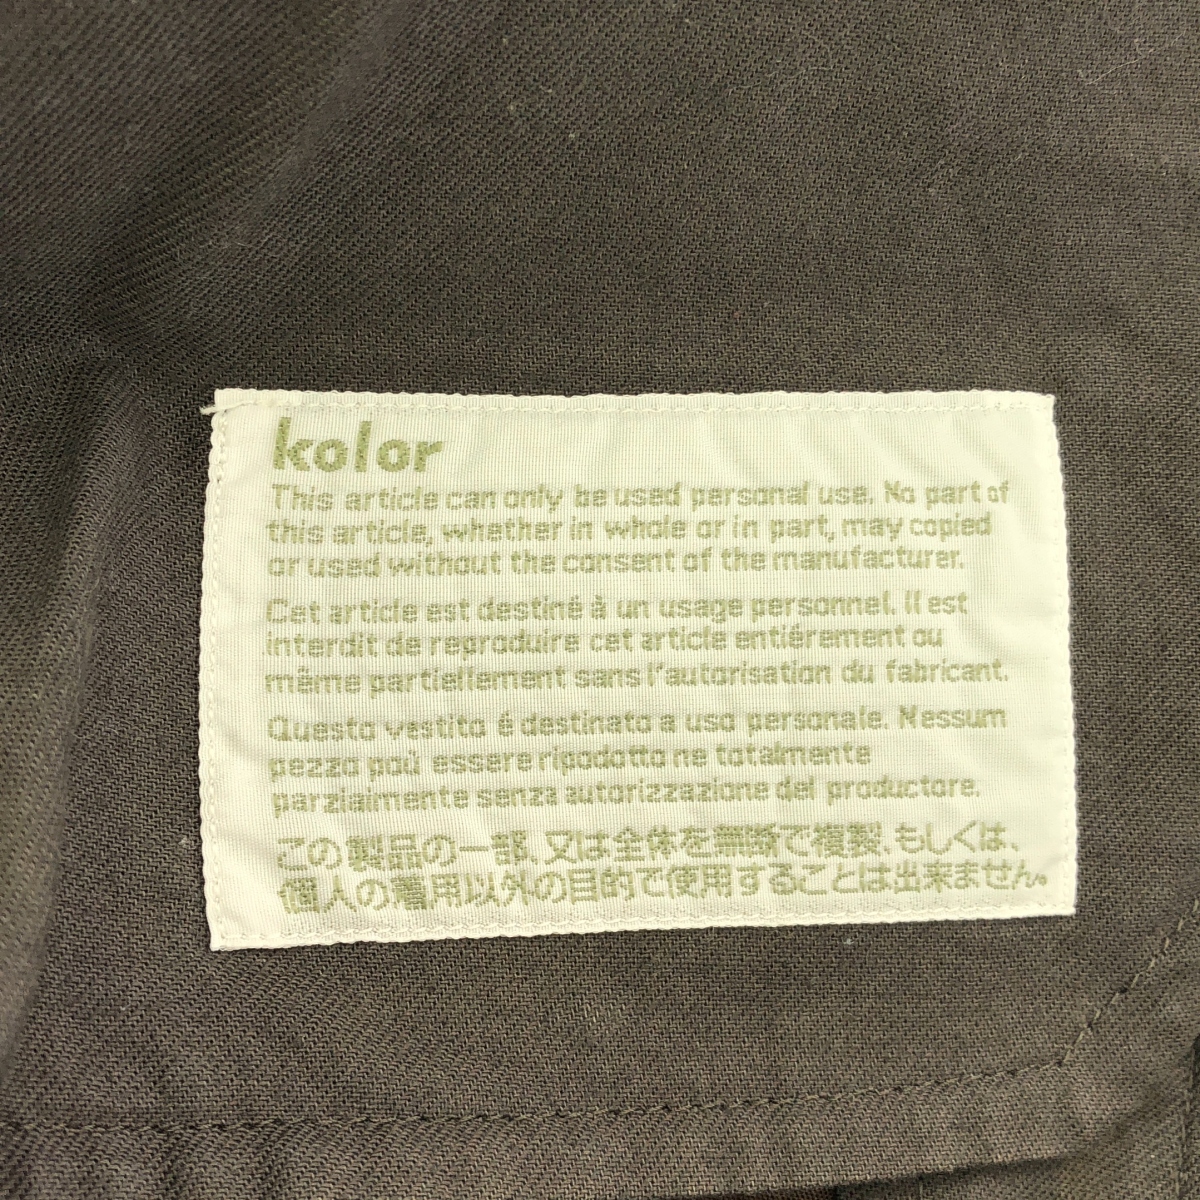 kolor
This article can only be used personal use. No part of
this article, whether in whole or in part, may copied
or used without the consent of the manufacturer.
Cet article est destiné à un usage personnel. Il est
interdit de reproduire cet article entiérement ou
même partiellement sans l'autorisation du fabricant.
Questo vestito é destinato a uso personale. Nessum
pezzo paù essere ripodotto ne totalmente
parzialmente senza autorizzazione del productore.
この製品の一部、又は全体を無断で複製、もしくは、
個人の着用以外の目的で使用することは出来ません。